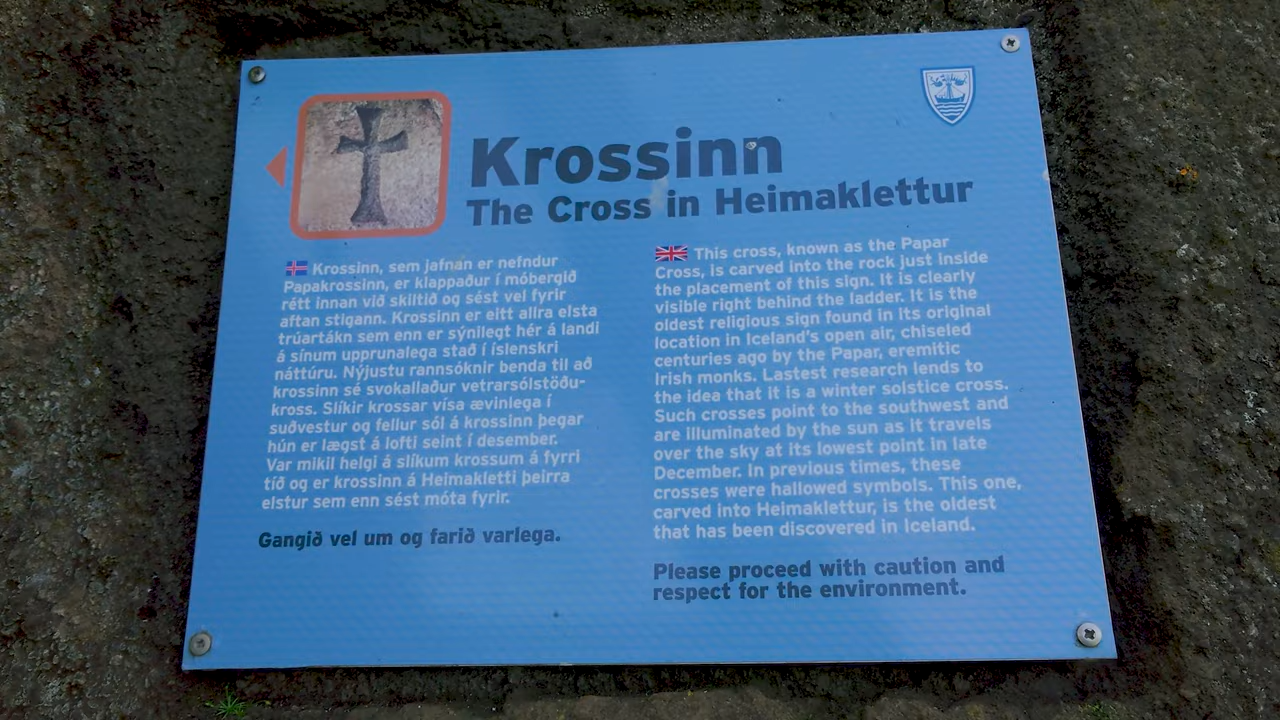 Krossinn
The Cross in Heimaklettur
Krossinn, sem jafnan er nefndur
Papakrossinn, er klappaður í móbergið
rétt innan við skiltið og sést vel fyrir
aftan stigann. Krossinn er eitt allra elsta
trúartákn sem enn er sýnilegt hér á landi
á sínum upprunalega stað í íslenskri
náttúru. Nýjustu rannsóknir benda til að
krossinn sé svokallaður vetrarsólstöðu-
kross. Slíkir krossar vísa ævinlega í
suðvestur og fellur sól á krossinn þegar
hún er lægst á lofti seint í desember.
Var mikil helgi á slíkum krossum á fyrri
tíð og er krossinn á Heimakletti þeirra
elstur sem enn sést móta fyrir.
Gangið vel um og farið varlega.
This cross, known as the Papar
Cross, is carved into the rock just inside
the placement of this sign. It is clearly
visible right behind the ladder. It is the
oldest religious sign found in its original
location in Iceland's open air, chiseled
centuries ago by the Papar, eremitic
Irish monks. Lastest research lends to
the idea that it is a winter solstice cross.
Such crosses point to the southwest and
are illuminated by the sun as it travels
over the sky at its lowest point in late
December. In previous times, these
crosses were hallowed symbols. This one,
carved into Heimaklettur, is the oldest
that has been discovered in Iceland.
Please proceed with caution and
respect for the environment.